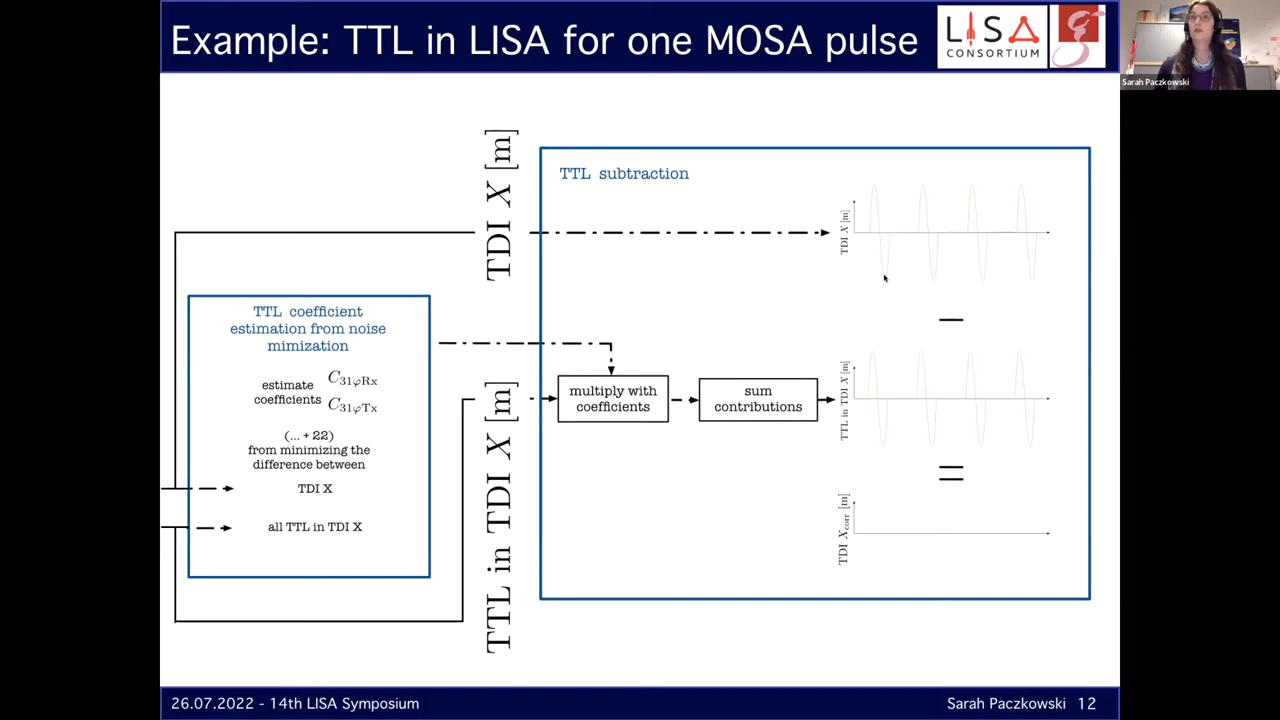 Example: TTL in LISA for one MOSA pulse
LISA
CONSORTIUM
Sarah Paczkowski
TTL coefficient
estimation from noise
mimization
estimate
coefficients
C31φRx
C31φTx
(... + 22)
from minimizing the
difference between
TDI X
all TTL in TDI X
TDI X [m]
TTL in TDI X [m]
TTL subtraction
multiply with
coefficients
sum
contributions
TDI X [m]
−
TTL in TDI X [m]
=
TDI Xcorr [m]
26.07.2022 - 14th LISA Symposium
Sarah Paczkowski 12